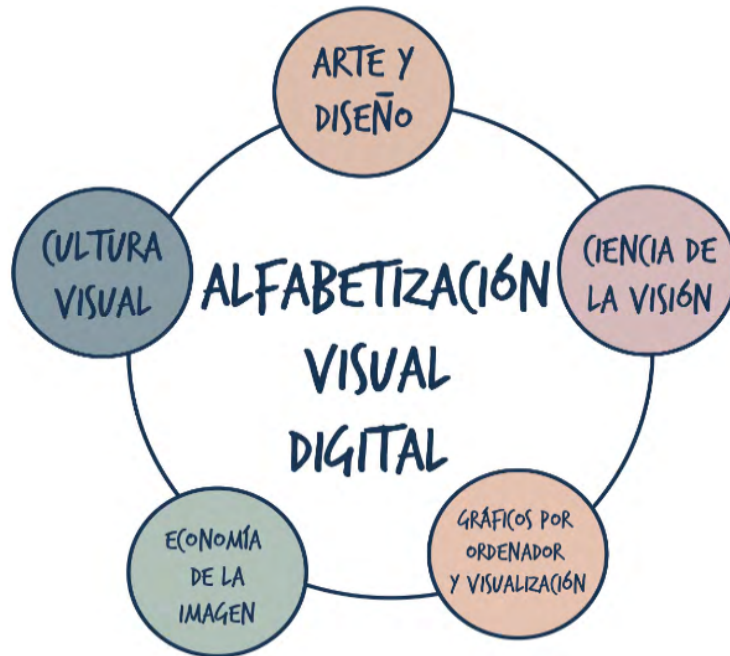 ARTE Y
DISEÑO
CULTURA
VISUAL
CIENCIA DE
LA VISIÓN
ALFABETIZACIÓN
VISUAL
DIGITAL
GRÁFICOS POR
ORDENADOR
Y VISUALIZACIÓN
ECONOMÍA
DE LA
IMAGEN